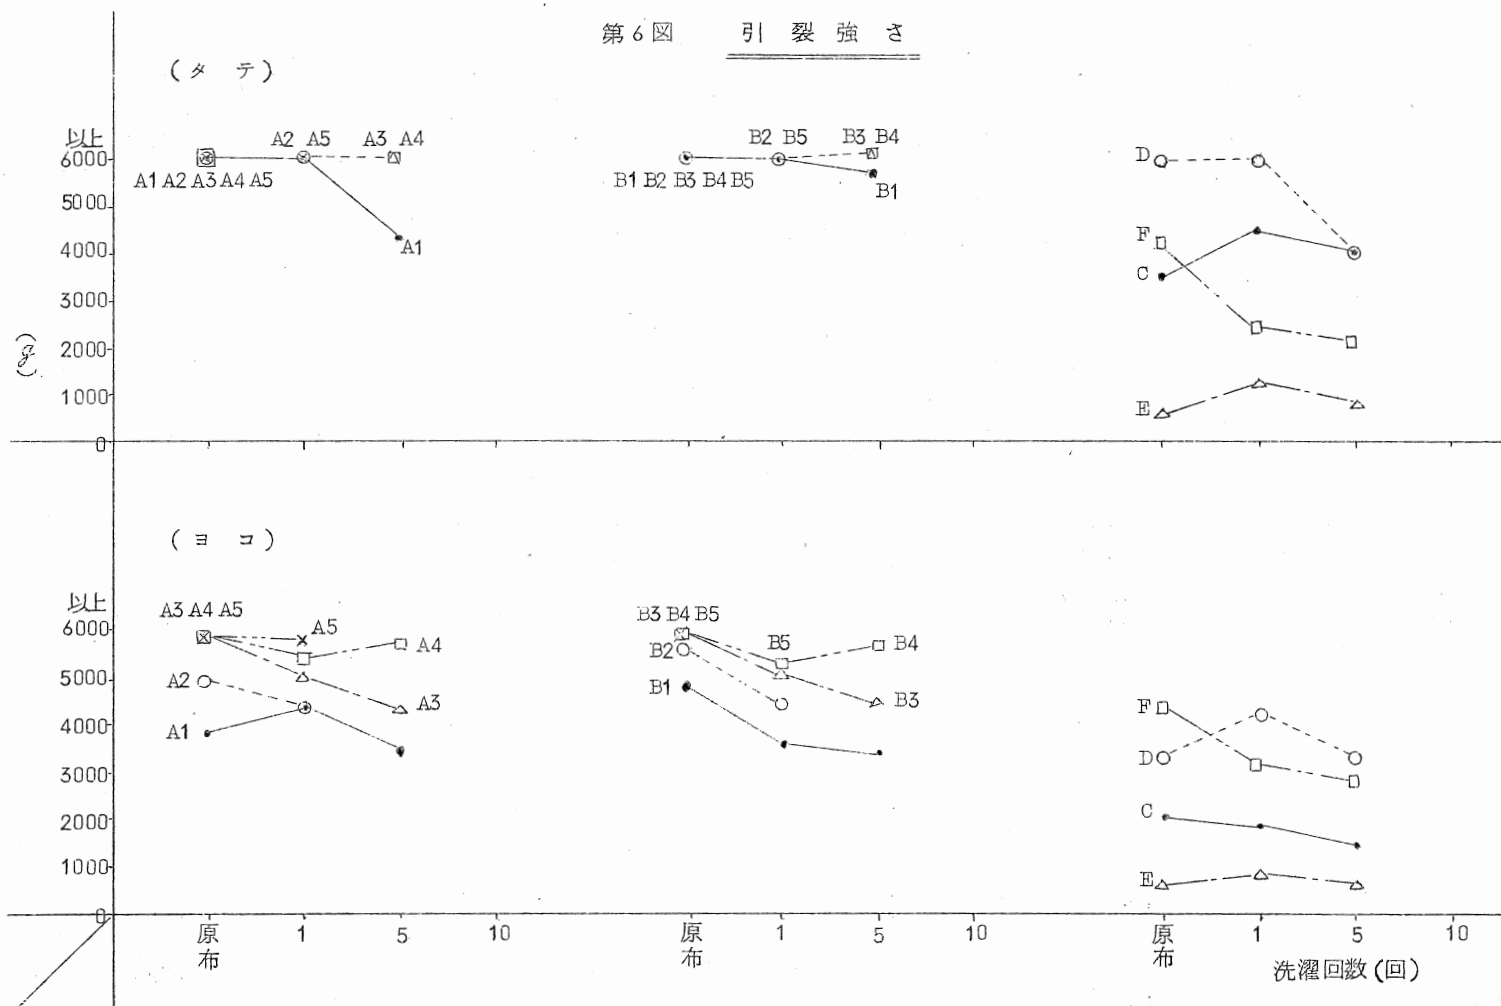 第6図 引裂強さ
(タテ)
以上
6000
5000
4000
3000
2000
1000
0
(g)
A2 A5 A3 A4
A1 A2 A3 A4 A5
A1
B2 B5 B3 B4
B1 B2 B3 B4 B5
B1
D
F
C
E
(ヨコ)
以上
6000
5000
4000
3000
2000
1000
0
A3 A4 A5
A5
A4
A2
A3
A1
B3 B4 B5
B5
B4
B2
B1
B3
F
D
C
E
原布 1 5 10
原布 1 5 10
原布 1 5 10
洗濯回数(回)